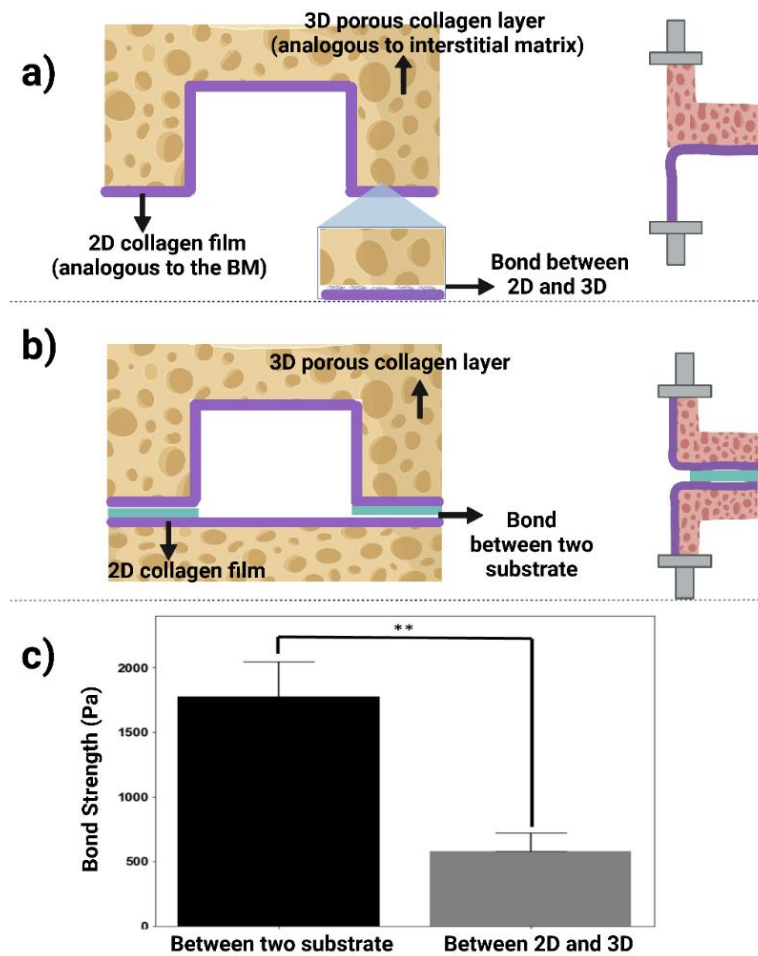 a)
3D porous collagen layer
(analogous to interstitial matrix)
2D collagen film
(analogous to the BM)
Bond between
2D and 3D
b)
3D porous collagen layer
Bond
between two
substrate
2D collagen film
c)
**
Bond Strength (Pa)
2000
1500
1000
500
0
Between two substrate
Between 2D and 3D